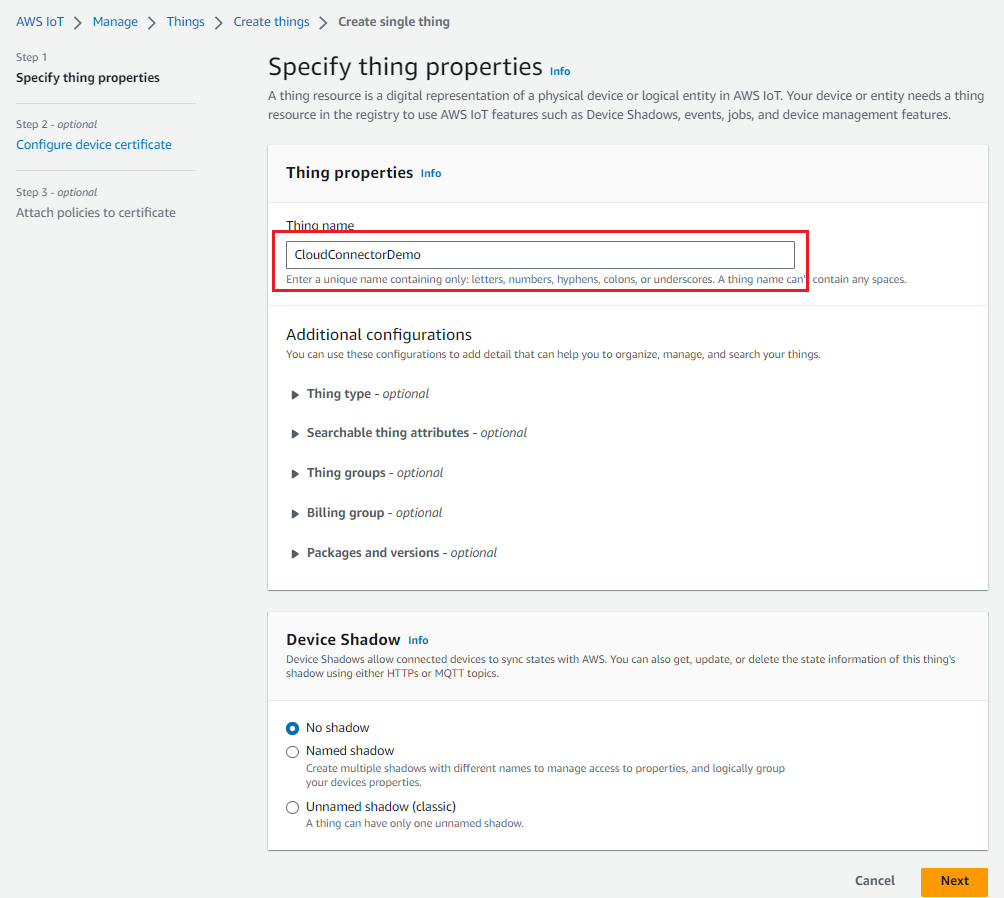 AWS IoT > Manage > Things > Create things > Create single thing
Step 1
Specify thing properties
Step 2 - optional
Configure device certificate
Step 3 - optional
Attach policies to certificate
Specify thing properties Info
A thing resource is a digital representation of a physical device or logical entity in AWS IoT. Your device or entity needs a thing
resource in the registry to use AWS IoT features such as Device Shadows, events, jobs, and device management features.
Thing properties Info
Thing name
CloudConnectorDemo
Enter a unique name containing only: letters, numbers, hyphens, colons, or underscores. A thing name can't contain any spaces.
Additional configurations
You can use these configurations to add detail that can help you to organize, manage, and search your things.
Thing type - optional
Searchable thing attributes - optional
Thing groups - optional
Billing group - optional
Packages and versions - optional
Device Shadow Info
Device Shadows allow connected devices to sync states with AWS. You can also get, update, or delete the state information of this thing's
shadow using either HTTPs or MQTT topics.
No shadow
Named shadow
Create multiple shadows with different names to manage access to properties, and logically group
your devices properties.
Unnamed shadow (classic)
A thing can have only one unnamed shadow.
Cancel
Next